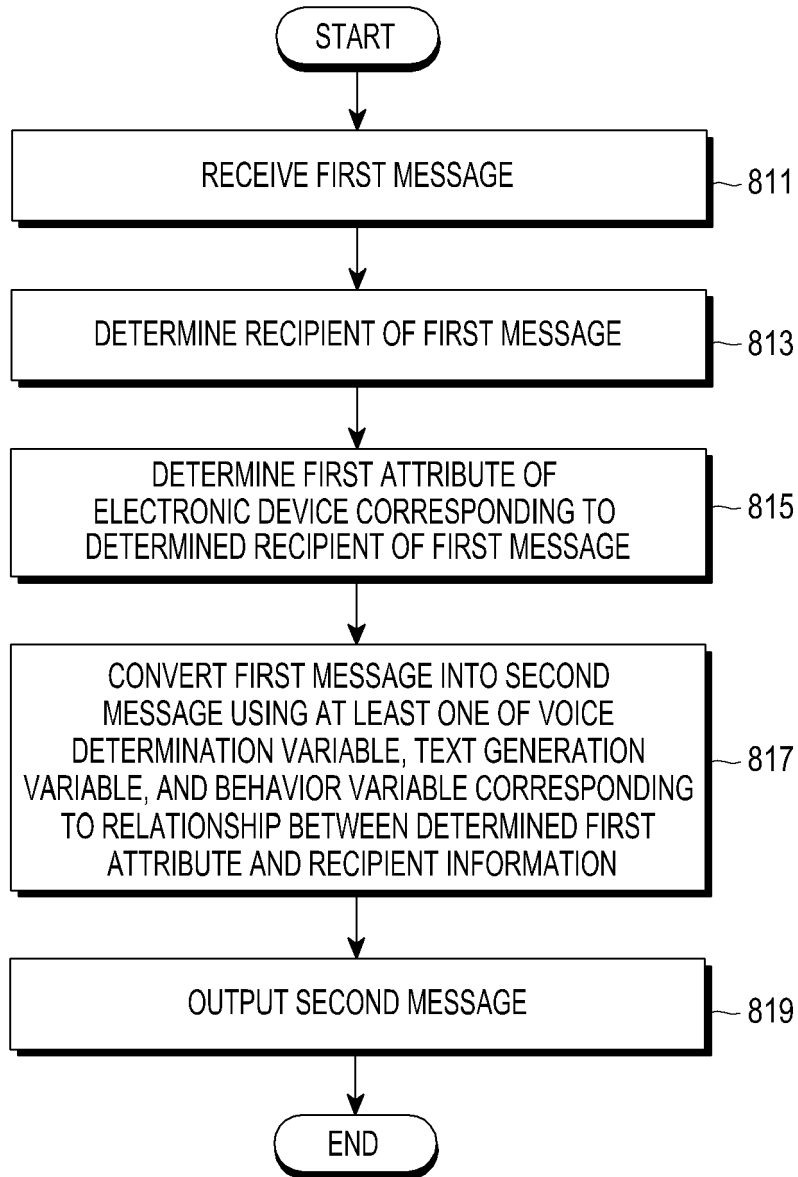 START
RECEIVE FIRST MESSAGE
811
DETERMINE RECIPIENT OF FIRST MESSAGE
813
DETERMINE FIRST ATTRIBUTE OF
ELECTRONIC DEVICE CORRESPONDING TO
DETERMINED RECIPIENT OF FIRST MESSAGE
815
CONVERT FIRST MESSAGE INTO SECOND
MESSAGE USING AT LEAST ONE OF VOICE
DETERMINATION VARIABLE, TEXT GENERATION
VARIABLE, AND BEHAVIOR VARIABLE CORRESPONDING
TO RELATIONSHIP BETWEEN DETERMINED FIRST
ATTRIBUTE AND RECIPIENT INFORMATION
817
OUTPUT SECOND MESSAGE
819
END